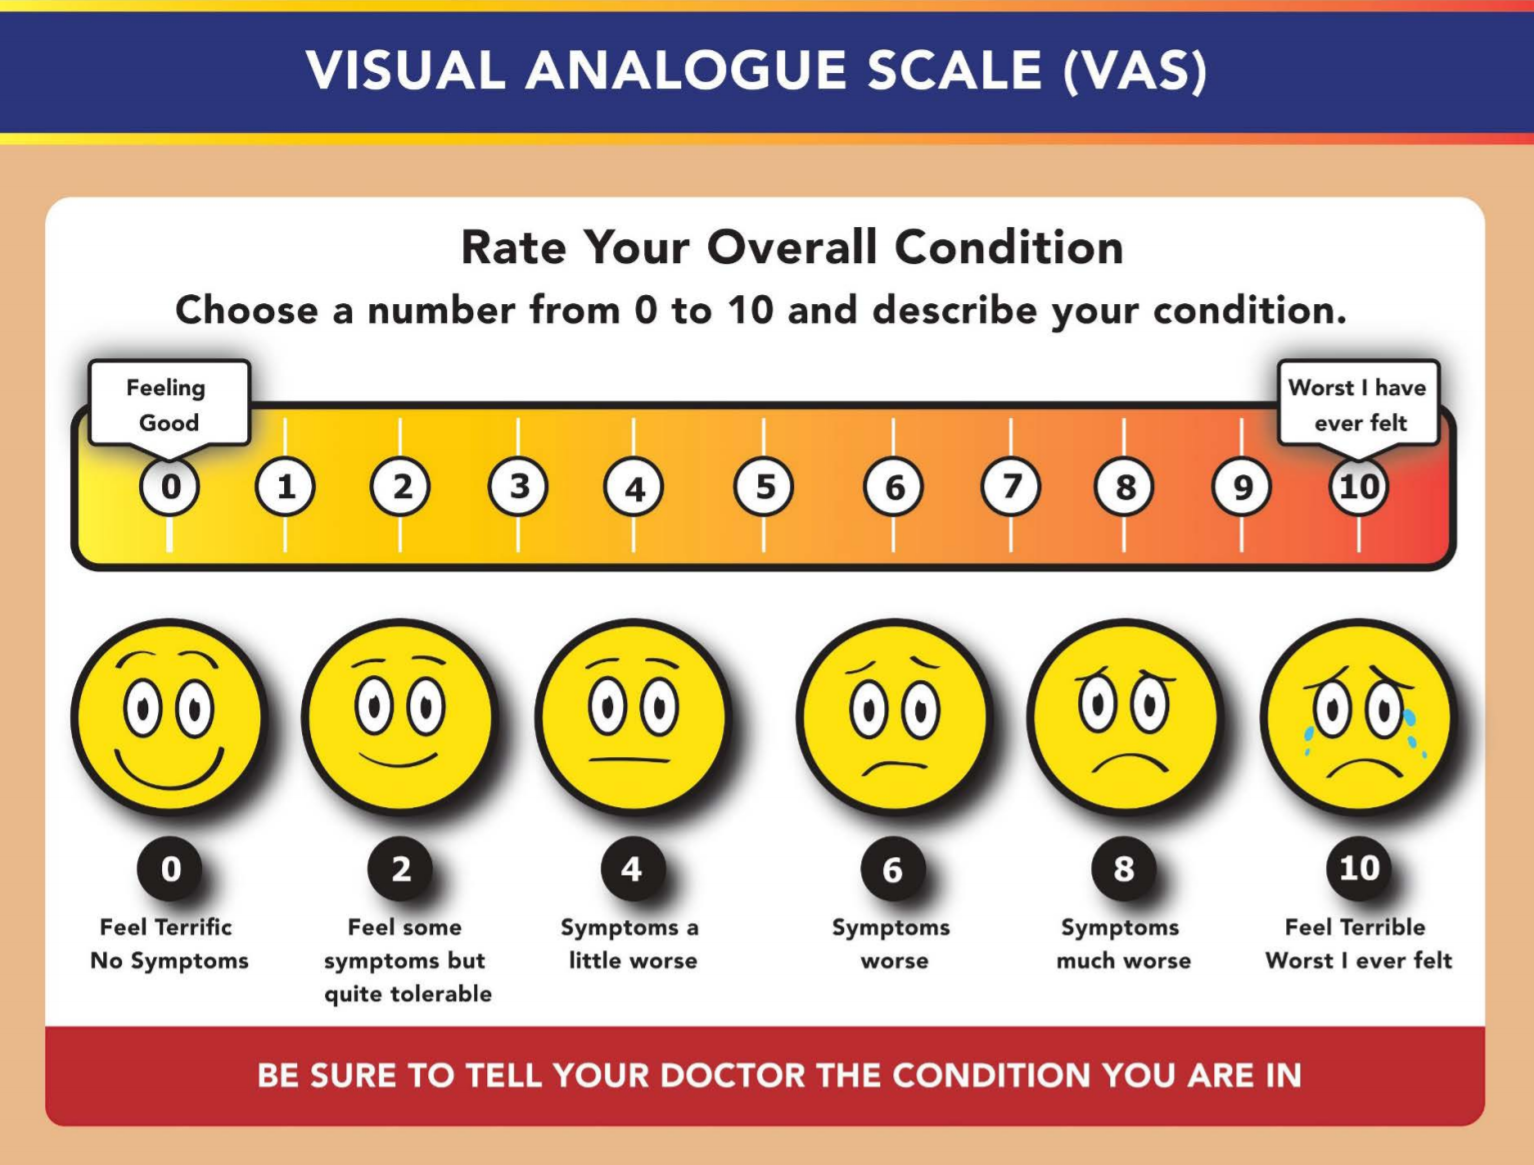 VISUAL ANALOGUE SCALE (VAS)
Rate Your Overall Condition
Choose a number from 0 to 10 and describe your condition.
Feeling
Good
Worst I have
ever felt
0 1 2 3 4 5 6 7 8 9 10
0
Feel Terrific
No Symptoms
2
Feel some
symptoms but
quite tolerable
4
Symptoms a
little worse
6
Symptoms
worse
8
Symptoms
much worse
10
Feel Terrible
Worst I ever felt
BE SURE TO TELL YOUR DOCTOR THE CONDITION YOU ARE IN